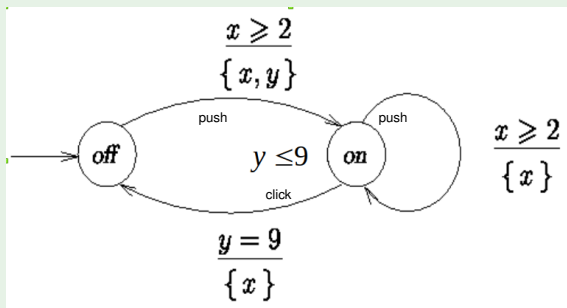 x ⩾ 2
{ x, y }
push
push
off
y ≤9
on
x ⩾ 2
{ x }
click
y = 9
{ x }